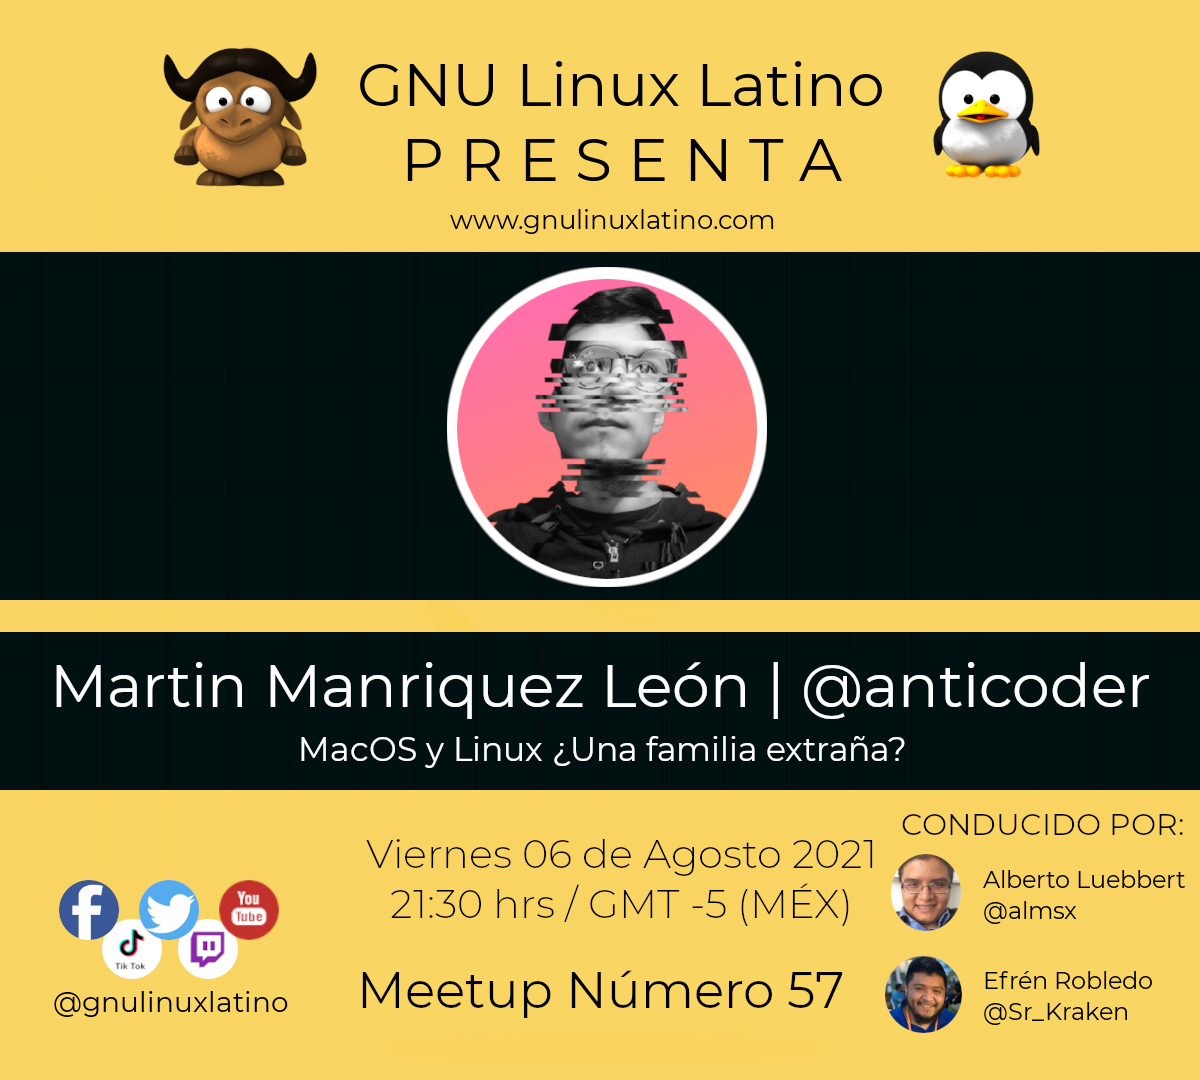 GNU Linux Latino
PRESENTA
www.gnulinuxlatino.com
Martin Manriquez León | @anticoder
MacOS y Linux ¿Una familia extraña?
Viernes 06 de Agosto 2021
21:30 hrs / GMT -5 (MÉX)
Meetup Número 57
You
Tube
Tik Tok
@gnulinuxlatino
CONDUCIDO POR:
Alberto Luebbert
@almsx
Efrén Robledo
@Sr_Kraken